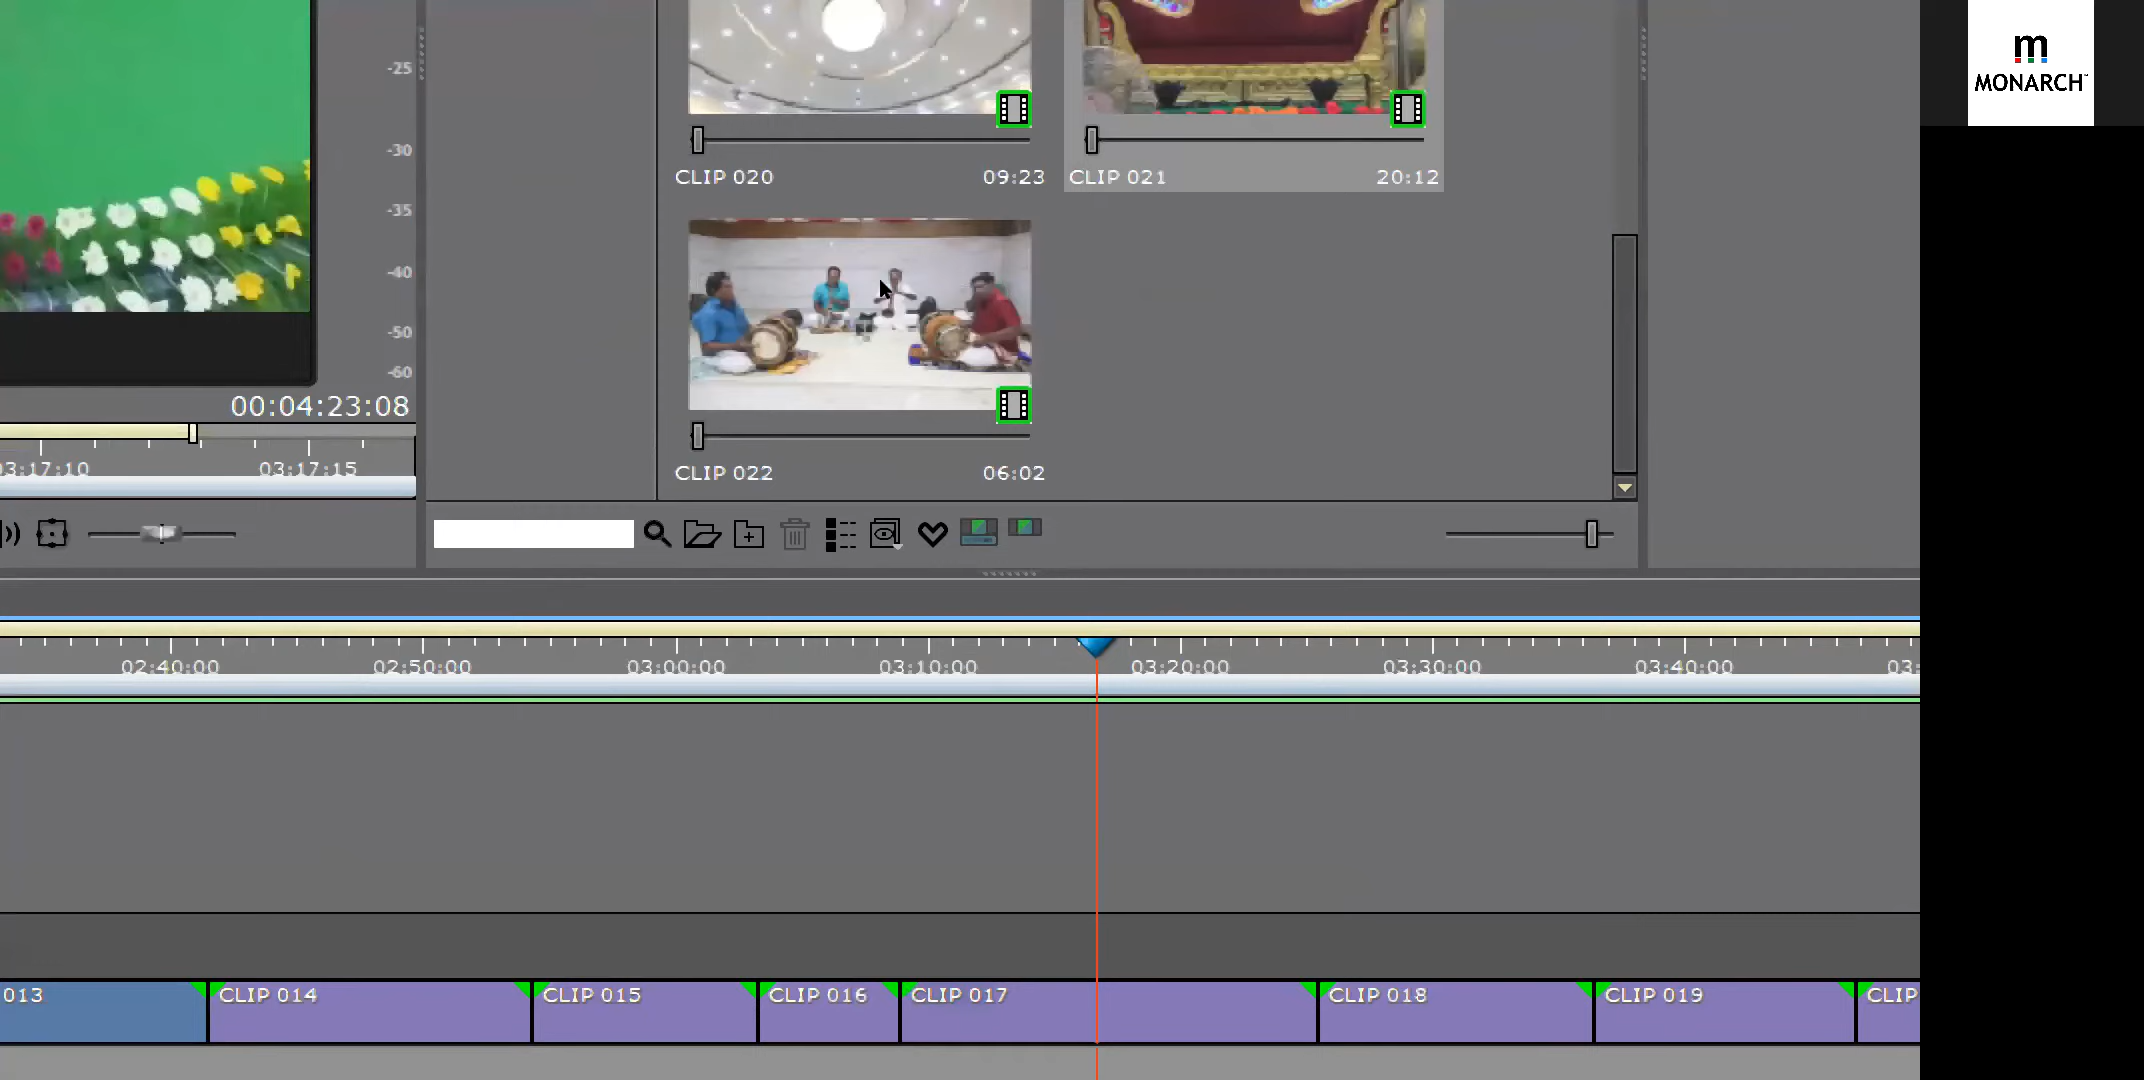 m
MONARCH
-25
-30
-35
-40
-50
-60
CLIP 020 09:23
CLIP 021 20:12
CLIP 022 06:02
00:04:23:08
03:17:10 03:17:15
02:40:00 02:50:00 03:00:00 03:10:00 03:20:00 03:30:00 03:40:00 03:
013 CLIP 014 CLIP 015 CLIP 016 CLIP 017 CLIP 018 CLIP 019 CLIP